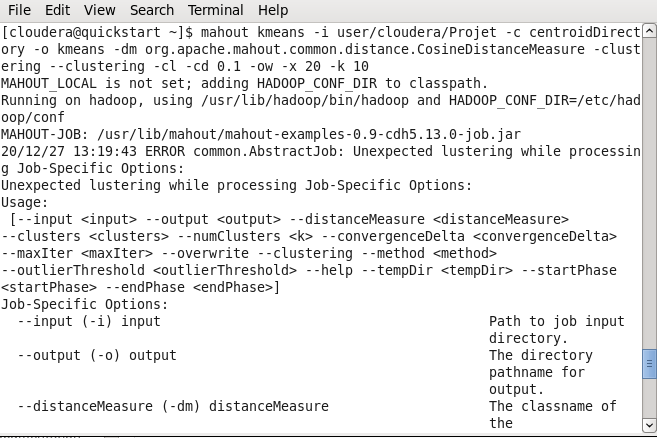 File Edit View Search Terminal Help
[cloudera@quickstart ~]$ mahout kmeans -i user/cloudera/Projet -c centroidDirect
ory -o kmeans -dm org.apache.mahout.common.distance.CosineDistanceMeasure -clust
ering --clustering -cl -cd 0.1 -ow -x 20 -k 10
MAHOUT_LOCAL is not set; adding HADOOP_CONF_DIR to classpath.
Running on hadoop, using /usr/lib/hadoop/bin/hadoop and HADOOP_CONF_DIR=/etc/had
oop/conf
MAHOUT-JOB: /usr/lib/mahout/mahout-examples-0.9-cdh5.13.0-job.jar
20/12/27 13:19:43 ERROR common.AbstractJob: Unexpected lustering while processin
g Job-Specific Options:
Unexpected lustering while processing Job-Specific Options:
Usage:
[--input <input> --output <output> --distanceMeasure <distanceMeasure>
--clusters <clusters> --numClusters <k> --convergenceDelta <convergenceDelta>
--maxIter <maxIter> --overwrite --clustering --method <method>
--outlierThreshold <outlierThreshold> --help --tempDir <tempDir> --startPhase
<startPhase> --endPhase <endPhase>]
Job-Specific Options:
--input (-i) input Path to job input
directory.
--output (-o) output The directory
pathname for
output.
--distanceMeasure (-dm) distanceMeasure The classname of
the